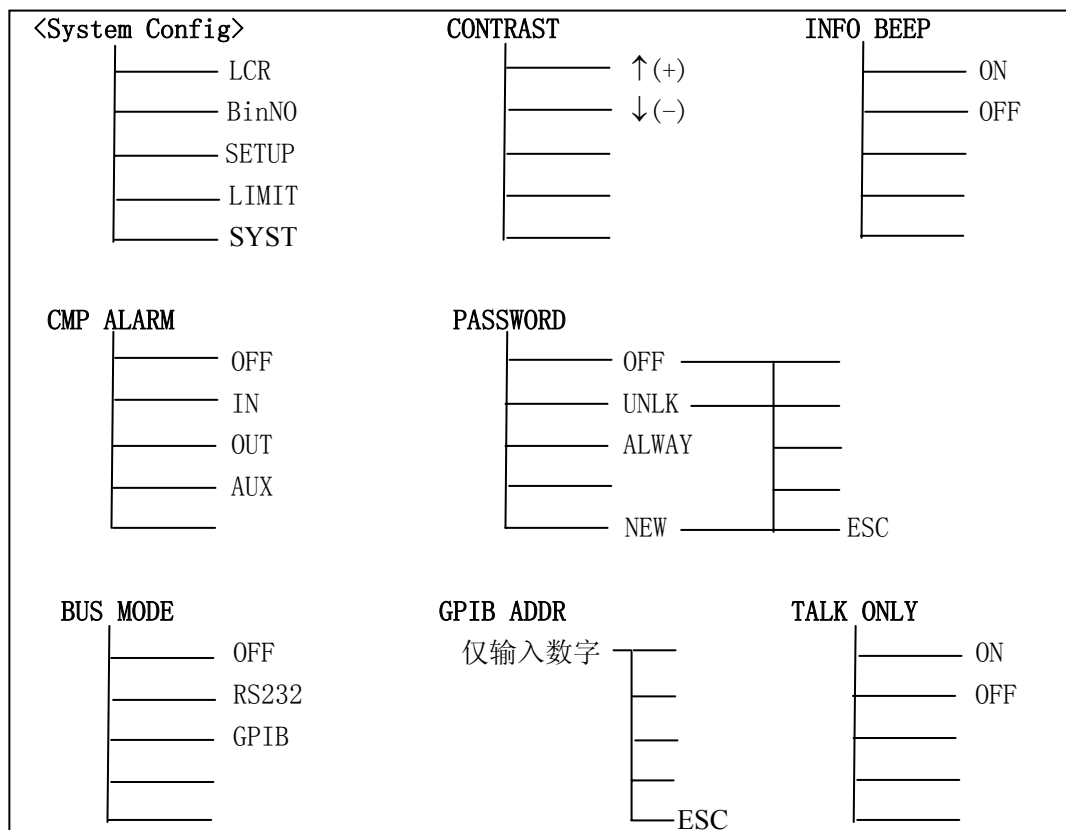 <System Config>
LCR
BinNO
SETUP
LIMIT
SYST
CONTRAST
↑(+)
↓(-)
INFO BEEP
ON
OFF
CMP ALARM
OFF
IN
OUT
AUX
PASSWORD
OFF
UNLK
ALWAY
NEW
ESC
BUS MODE
OFF
RS232
GPIB
GPIB ADDR
仅输入数字
ESC
TALK ONLY
ON
OFF